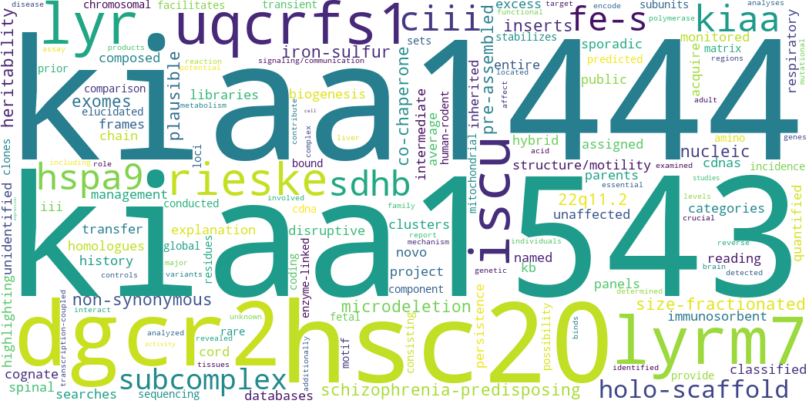 disease
chromosomal
facilitates
transient
excess
functional
target
encode
subunits
analyses
heritability
lyr
uqcrfs1
ciii
fe-s
kiaa
stabilizes
polymerase
products
assay
iron-sulfur
inserts
sporadic
monitored
mutational
sets
signaling/communication
reaction
potential
composed
prior
plausible
entire
predicted
matrix
regions
respiratory
kiaa1444
comparison
exomes
libraries
biogenesis
co-chaperone
pre-assembled
located
affect
public
acquire
adult
elucidated
metabolism
contribute
cell
intermediate
average
human-rodent
inherited
frames
chain
loci
complex
liver
hybrid
assigned
amino
genes
clones
including
role
bound
mitochondrial
acid
examined
nucleic
cdnas
incidence
hspa9
rieske
sdhb
iscu
structure/motility
parents
essential
studies
management
involved
family
22q11.2
categories
levels
crucial
iii
conducted
cdna
report
mechanism
unaffected
reverse
quantified
unidentified
transfer
explanation
disruptive
clusters
novo
individuals
named
reading
brain
detected
homologues
global
residues
coding
enzyme-linked
project
kb
history
major
controls
variants
component
genetic
panels
determined
kiaa1543
highlighting
non-synonymous
microdeletion
size-fractionated
interact
unknown
rare
fetal
consisting
persistence
possibility
immunosorbent
dgcr2
hsc20
lyrm7
transcription-coupled
analyzed
activity
revealed
cord
tissues
additionally
motif
binds
identified
provide
classified
cognate
spinal
subcomplex
databases
schizophrenia-predisposing
holo-scaffold
searches
sequencing